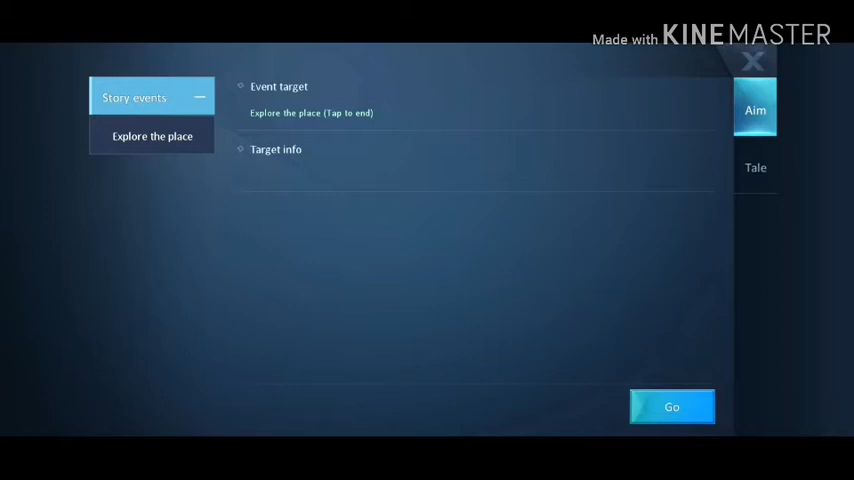 Made with KINEMASTER
X
Story events
Explore the place
Event target
Explore the place (Tap to end)
Target info
Aim
Tale
Go